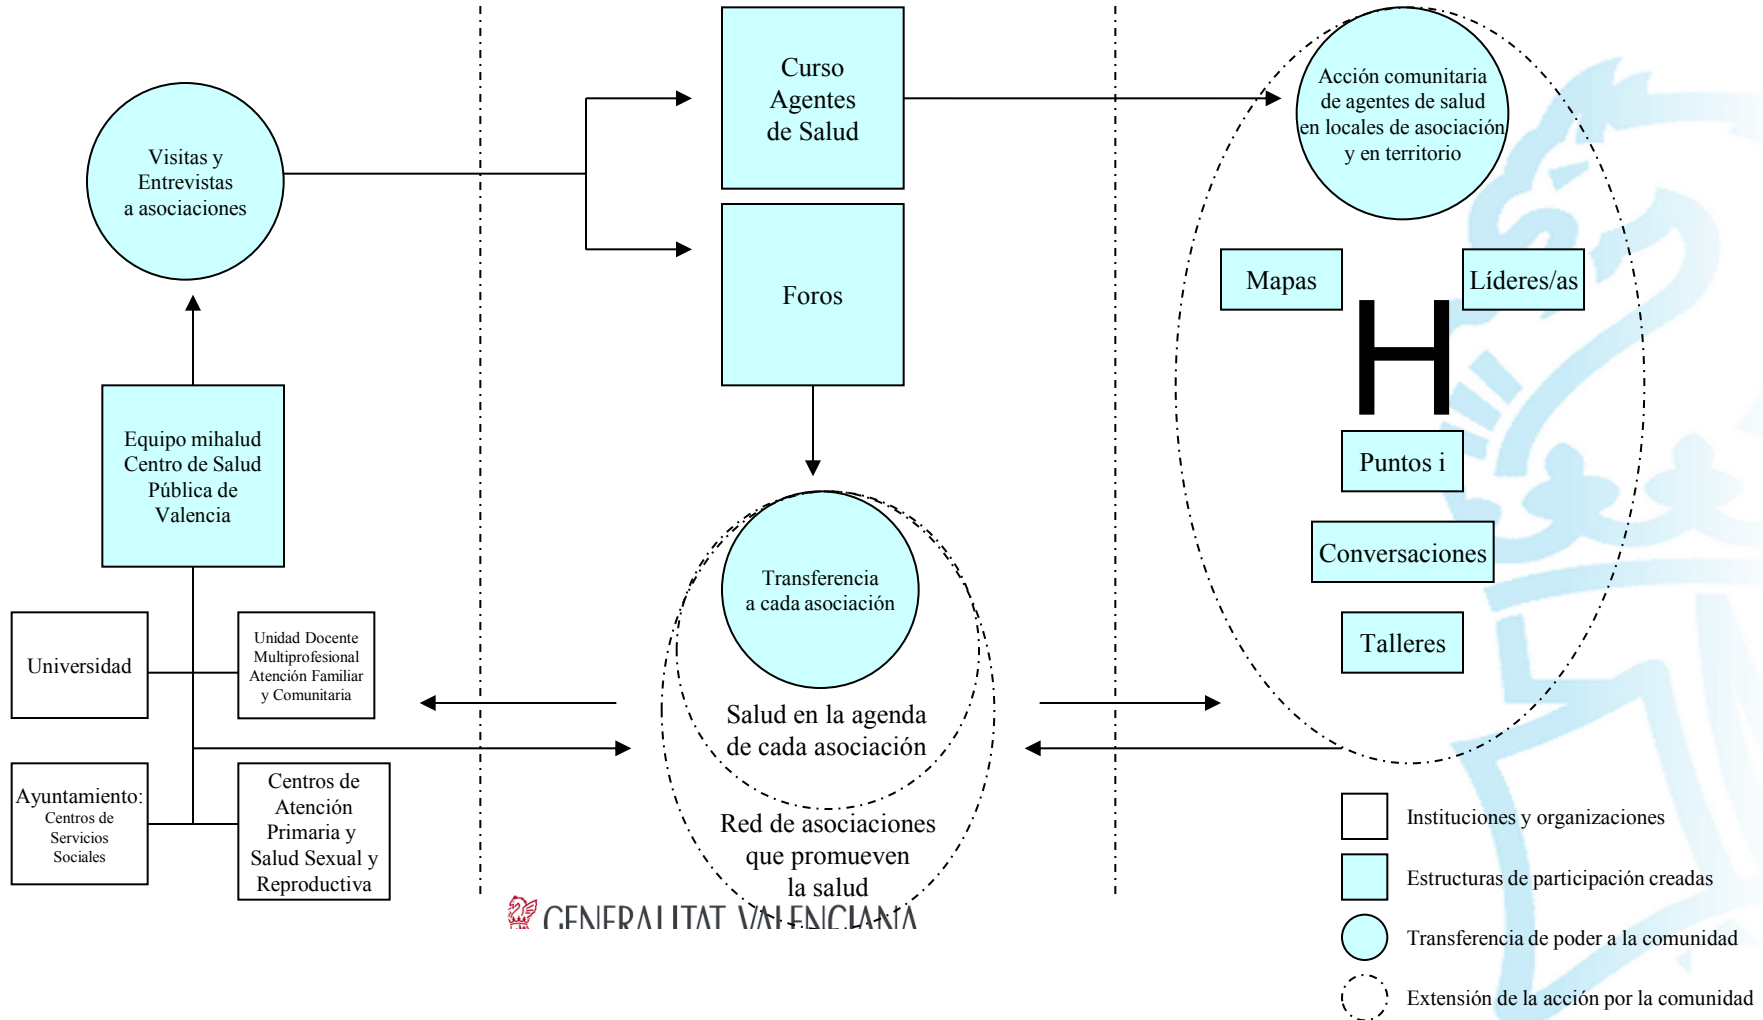 Visitas y
Entrevistas
a asociaciones
Equipo mihalud
Centro de Salud
Pública de
Valencia
Universidad
Unidad Docente
Multiprofesional
Atención Familiar
y Comunitaria
Ayuntamiento:
Centros de
Servicios
Sociales
Centros de
Atención
Primaria y
Salud Sexual y
Reproductiva
Curso
Agentes
de Salud
Foros
Transferencia
a cada asociación
Salud en la agenda
de cada asociación
Red de asociaciones
que promueven
la salud
GENERALITAT VALENCIANA
Acción comunitaria
de agentes de salud
en locales de asociación
y en territorio
Mapas
Líderes/as
H
Puntos i
Conversaciones
Talleres
Instituciones y organizaciones
Estructuras de participación creadas
Transferencia de poder a la comunidad
Extensión de la acción por la comunidad